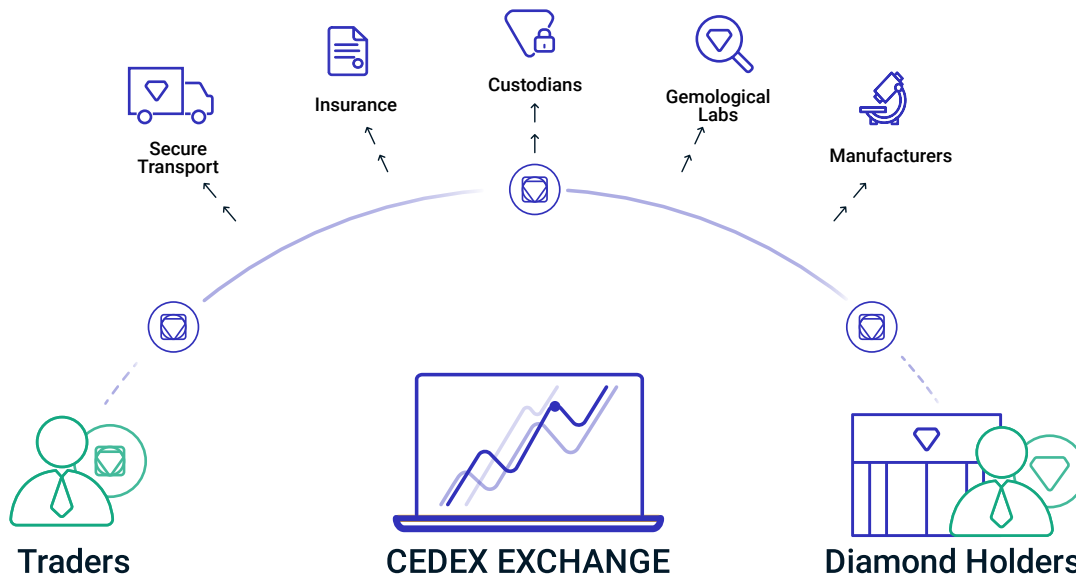 Custodians
Insurance
Gemological
Labs
Secure
Transport
Manufacturers
Traders
CEDEX EXCHANGE
Diamond Holders